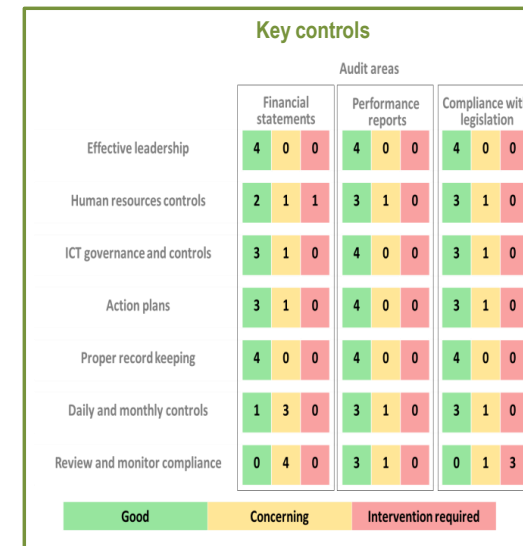 Key controls
Audit areas
Financial statements
Performance reports
Compliance wit
legislation
Effective leadership 4 0 0 4 0 0 4 0 0
Human resources controls 2 1 1 3 1 0 3 1 0
ICT governance and controls 3 1 0 4 0 0 3 1 0
Action plans 3 1 0 4 0 0 3 1 0
Proper record keeping 4 0 0 4 0 0 4 0 0
Daily and monthly controls 1 3 0 3 1 0 3 1 0
Review and monitor compliance 0 4 0 3 1 0 0 1 3
Good Concerning Intervention required